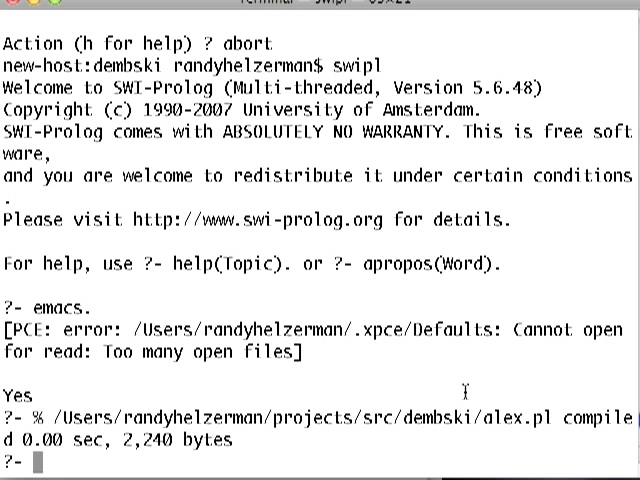 Terminal — swipl — 63×21
Action (h for help) ? abort
new-host:dembski randyhelzerman$ swipl
Welcome to SWI-Prolog (Multi-threaded, Version 5.6.48)
Copyright (c) 1990-2007 University of Amsterdam.
SWI-Prolog comes with ABSOLUTELY NO WARRANTY. This is free soft
ware,
and you are welcome to redistribute it under certain conditions
.
Please visit http://www.swi-prolog.org for details.
For help, use ?- help(Topic). or ?- apropos(Word).
?- emacs.
[PCE: error: /Users/randyhelzerman/.xpce/Defaults: Cannot open
for read: Too many open files]
Yes
?- % /Users/randyhelzerman/projects/src/dembski/alex.pl compile
d 0.00 sec, 2,240 bytes
?-